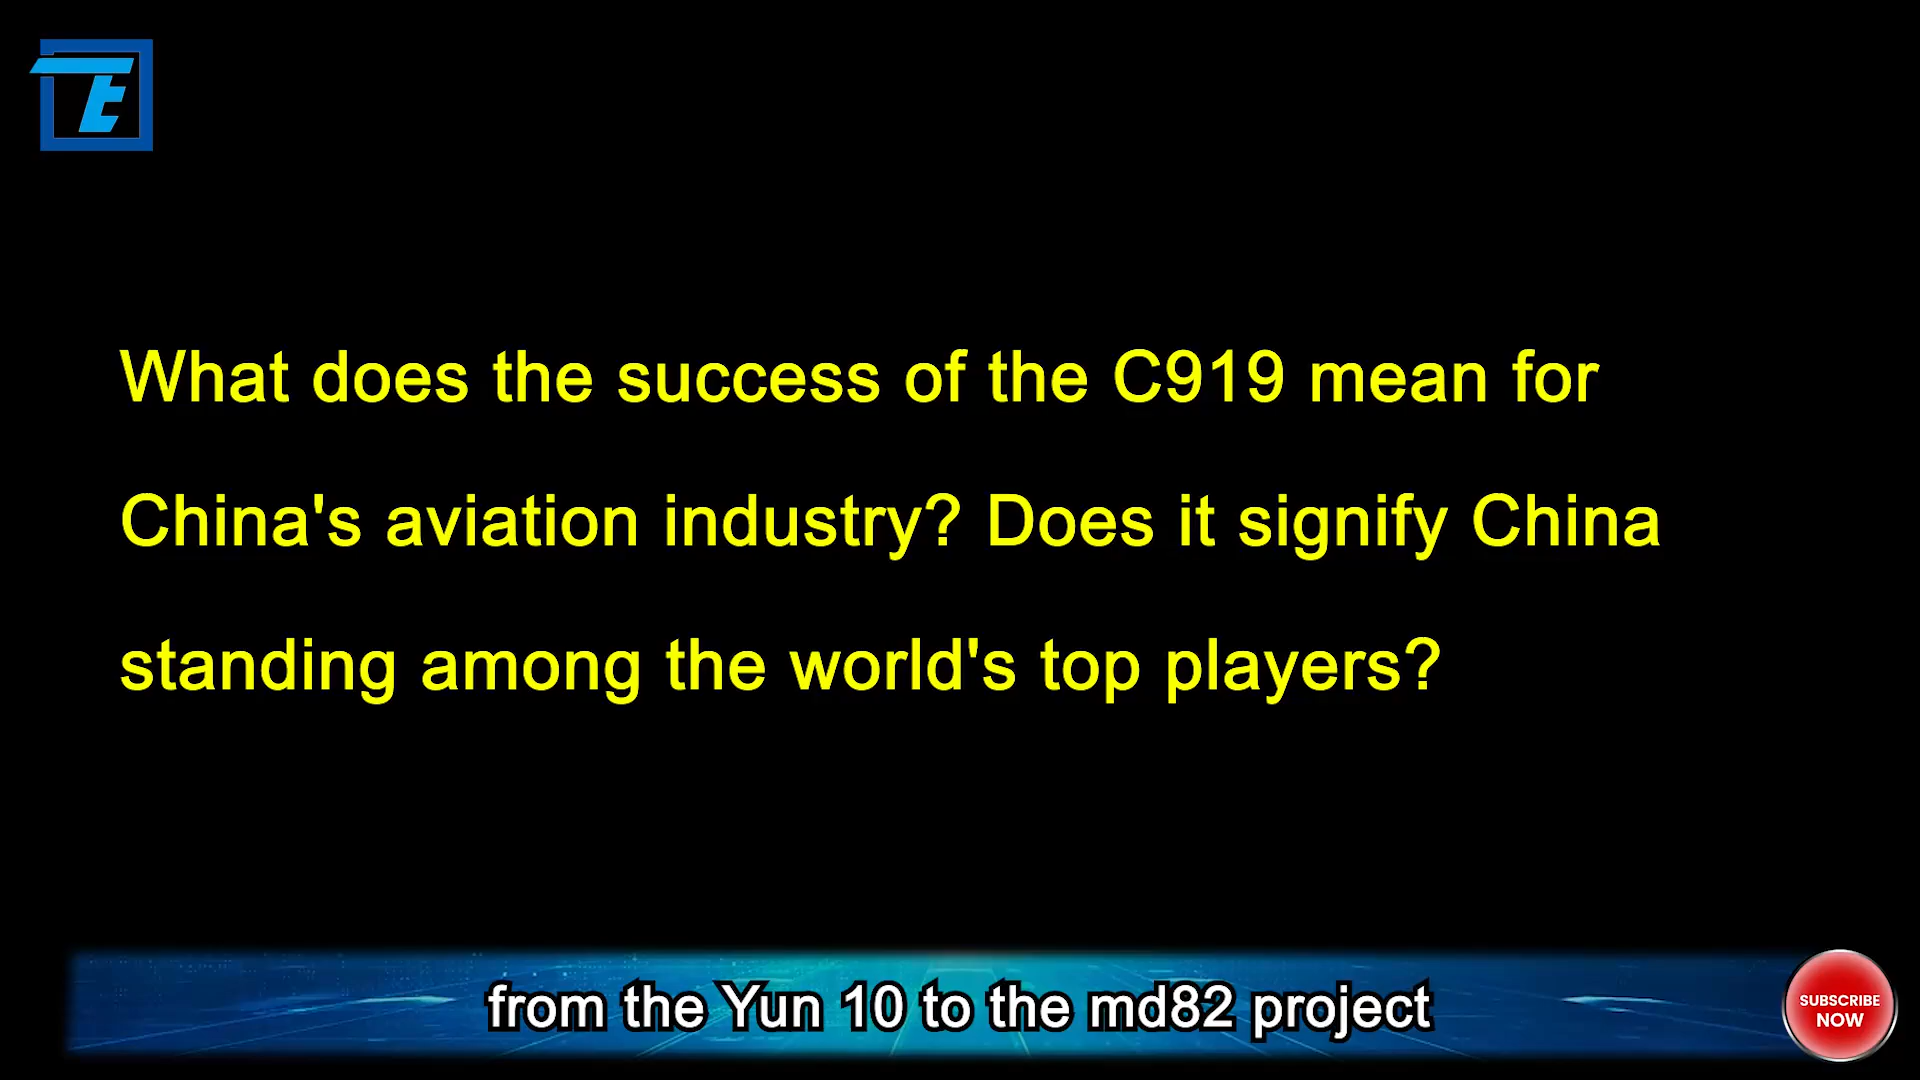 TE
What does the success of the C919 mean for
China's aviation industry? Does it signify China
standing among the world's top players?
from the Yun 10 to the md82 project
SUBSCRIBE
NOW